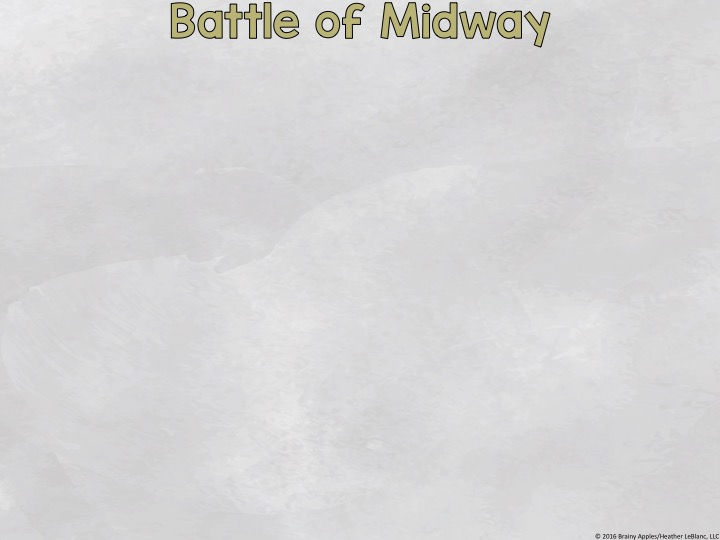 Battle of Midway
© 2016 Brainy Apples/Heather LeBlanc, LLC